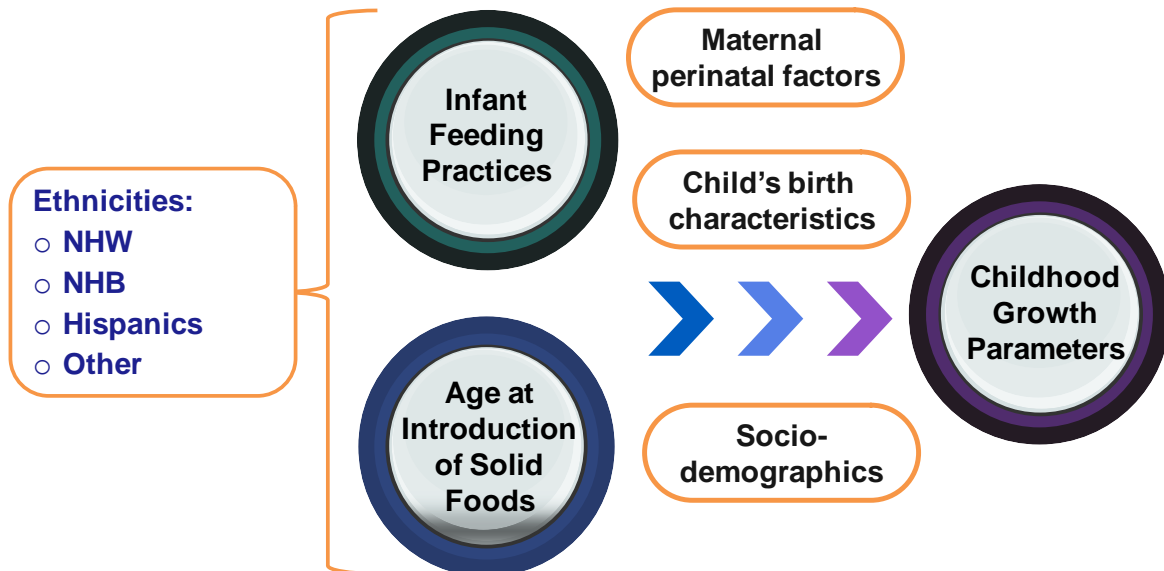 Ethnicities:
○ NHW
○ NHB
○ Hispanics
○ Other
Infant
Feeding
Practices
Age at
Introduction
of Solid
Foods
Maternal
perinatal factors
Child’s birth
characteristics
Socio-
demographics
Childhood
Growth
Parameters